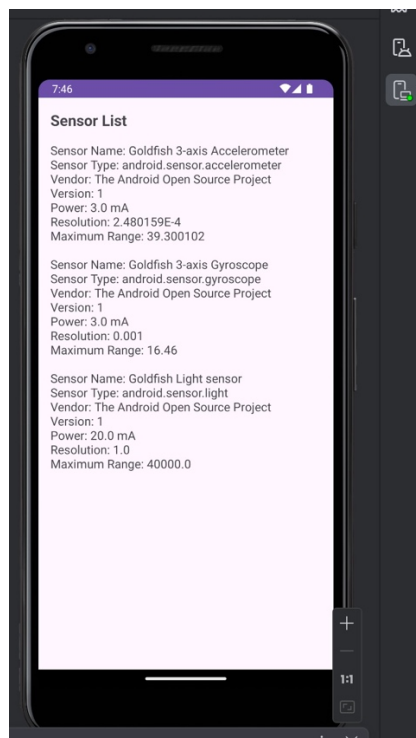 7:46
Sensor List
Sensor Name: Goldfish 3-axis Accelerometer
Sensor Type: android.sensor.accelerometer
Vendor: The Android Open Source Project
Version: 1
Power: 3.0 mA
Resolution: 2.480159E-4
Maximum Range: 39.300102
Sensor Name: Goldfish 3-axis Gyroscope
Sensor Type: android.sensor.gyroscope
Vendor: The Android Open Source Project
Version: 1
Power: 3.0 mA
Resolution: 0.001
Maximum Range: 16.46
Sensor Name: Goldfish Light sensor
Sensor Type: android.sensor.light
Vendor: The Android Open Source Project
Version: 1
Power: 20.0 mA
Resolution: 1.0
Maximum Range: 40000.0
1:1